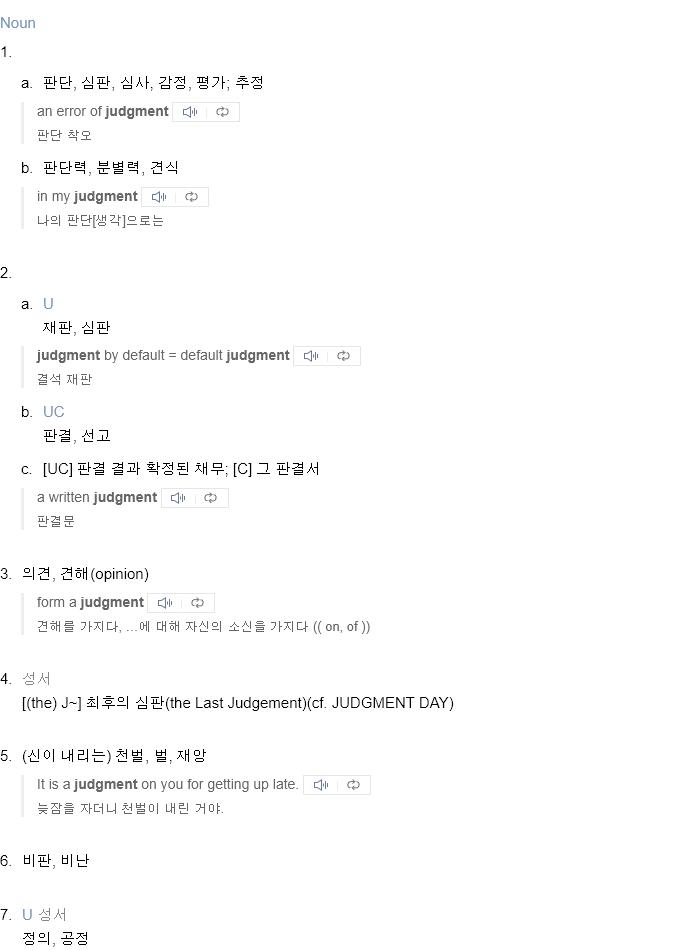 Noun
1.
a. 판단, 심판, 심사, 감정, 평가; 추정
an error of judgment
판단 착오
b. 판단력, 분별력, 견식
in my judgment
나의 판단[생각]으로는
2.
a. U
재판, 심판
judgment by default = default judgment
결석 재판
b. UC
판결, 선고
c. [UC] 판결 결과 확정된 채무; [C] 그 판결서
a written judgment
판결문
3. 의견, 견해(opinion)
form a judgment
견해를 가지다, …에 대해 자신의 소신을 가지다 (( on, of ))
4. 성서
[(the) J~] 최후의 심판(the Last Judgement)(cf. JUDGMENT DAY)
5. (신이 내리는) 천벌, 벌, 재앙
It is a judgment on you for getting up late.
늦잠을 자더니 천벌이 내린 거야.
6. 비판, 비난
7. U 성서
정의, 공정